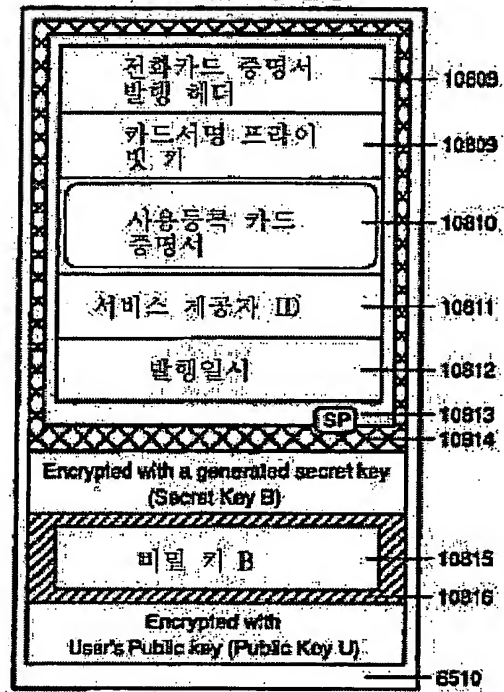 전화카드 증명서
발행 헤더
10809
카드서명 프라이
빗 키
10809
사용등록 카드
증명서
10810
서비스 제공자 ID
10811
발행일시
10812
SP
10813
10814
Encrypted with a generated secret key
(Secret Key B)
비밀 키 B
10815
10816
Encrypted with
User's Public key (Public Key U)
6510